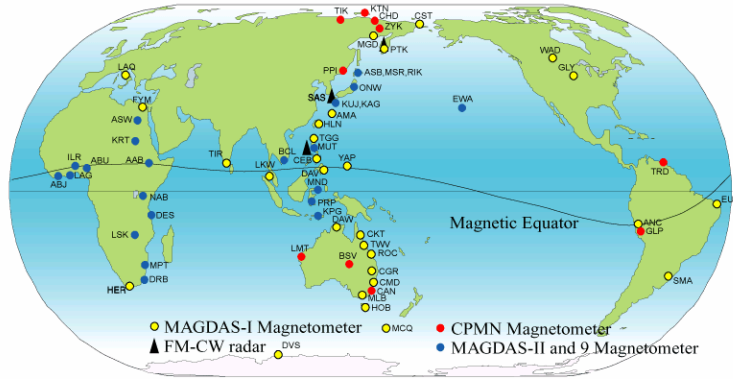 KTN
TIK
CHD
CST
ZYK
MGD
PTK
WAD
GLY
LAQ
PPI
ASB,MSR,RIK
ONW
SAS
KUJ,KAG
EWA
FYM
AMA
ASW
HLN
KRT
TGG
MUT
BCL
CEB
TIR
ILR
ABU
AAB
LKW
YAP
DAV
TRD
ABJ
LAG
MND
NAB
PRP
EU
DES
KPG
DAW
Magnetic Equator
ANC
GLP
LSK
CKT
TWV
ROC
LMT
BSV
MPT
CGR
SMA
DRB
CMD
HER
CAN
MLB
HOB
MAGDAS-I Magnetometer
MCQ
CPMN Magnetometer
FM-CW radar
MAGDAS-II and 9 Magnetometer
DVS